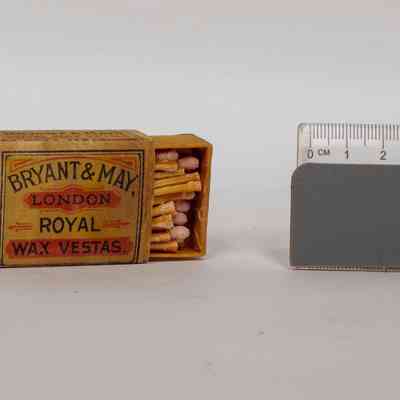 BRYANT & MAY,
LONDON
ROYAL
WAX VESTAS.
0 CM 1 2